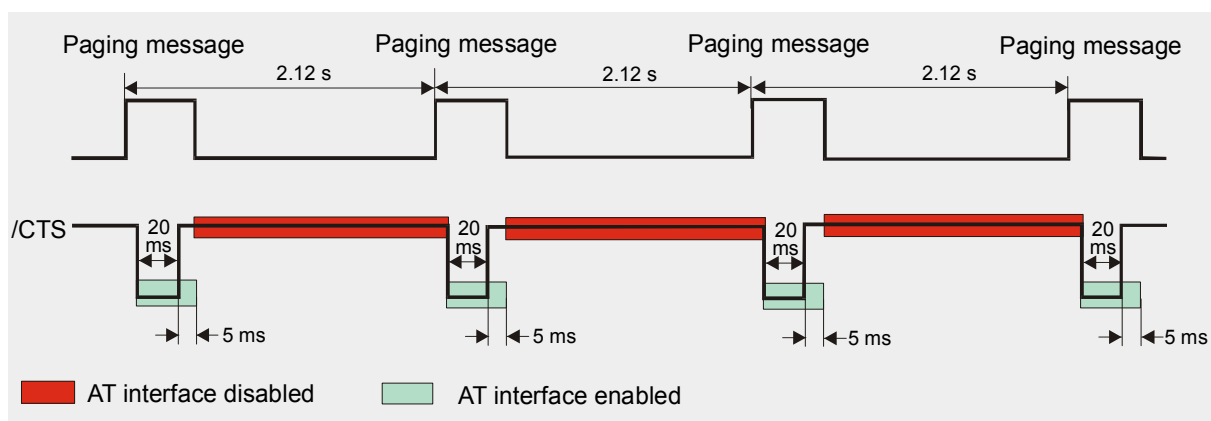 Paging message Paging message Paging message Paging message
2.12 s 2.12 s 2.12 s
/CTS
20 ms
20 ms
20 ms
20 ms
5 ms 5 ms 5 ms 5 ms
AT interface disabled AT interface enabled